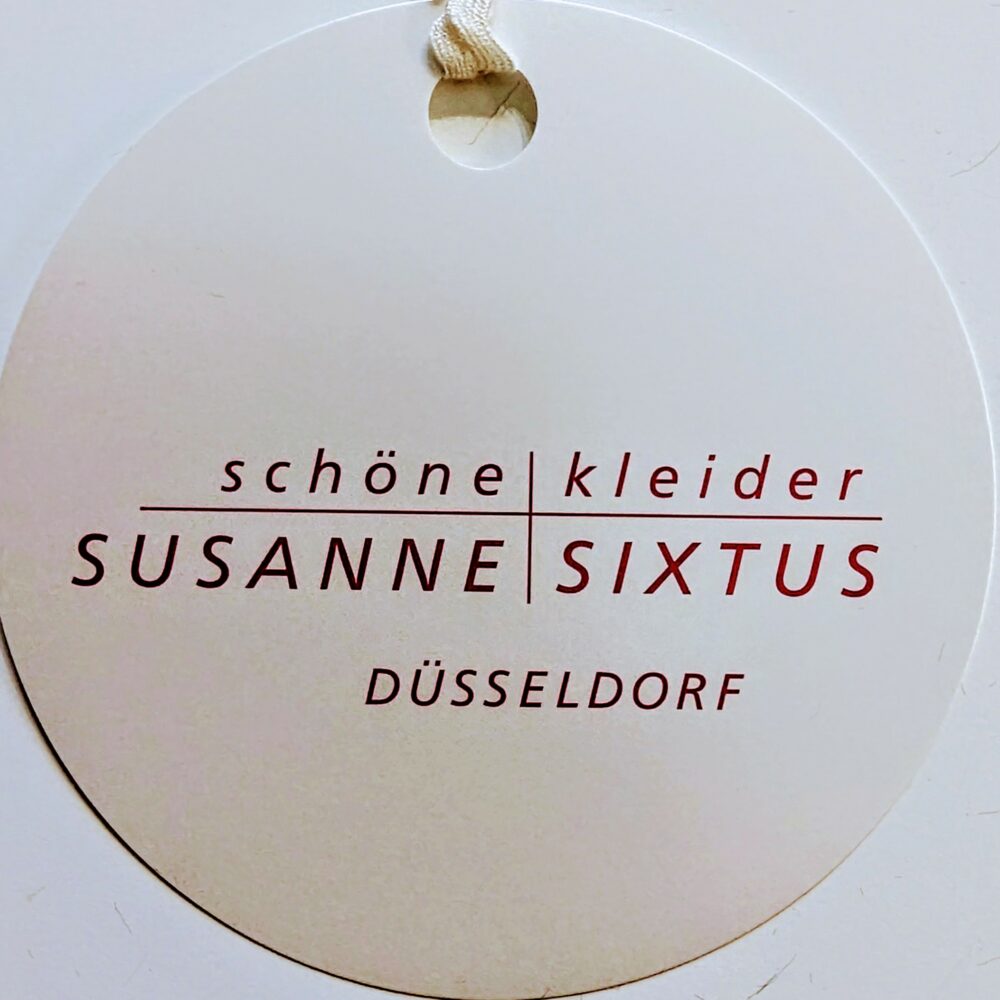 schöne kleider
SUSANNE SIXTUS
DÜSSELDORF